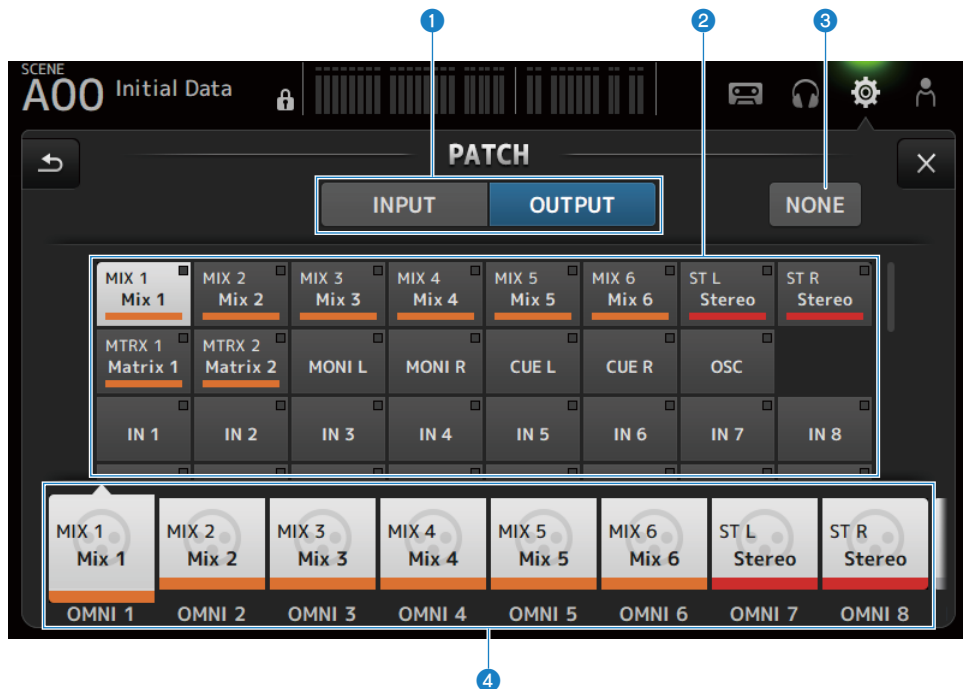 1 2 3
SCENE
A00 Initial Data
PATCH
INPUT OUTPUT NONE
MIX 1 MIX 2 MIX 3 MIX 4 MIX 5 MIX 6 ST L ST R
Mix 1 Mix 2 Mix 3 Mix 4 Mix 5 Mix 6 Stereo Stereo
MTRX 1 MTRX 2
Matrix 1 Matrix 2 MONI L MONI R CUE L CUE R OSC
IN 1 IN 2 IN 3 IN 4 IN 5 IN 6 IN 7 IN 8
MIX 1 MIX 2 MIX 3 MIX 4 MIX 5 MIX 6 ST L ST R
Mix 1 Mix 2 Mix 3 Mix 4 Mix 5 Mix 6 Stereo Stereo
OMNI 1 OMNI 2 OMNI 3 OMNI 4 OMNI 5 OMNI 6 OMNI 7 OMNI 8
4